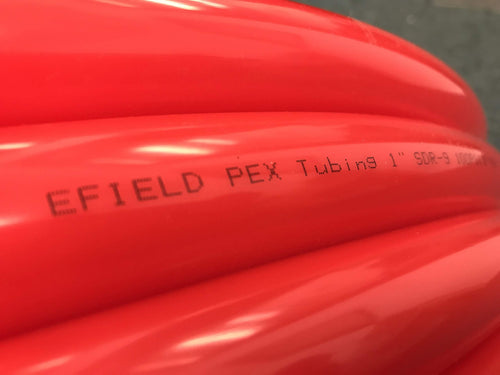 EFIELD PEX Tubing 1" SDR-9